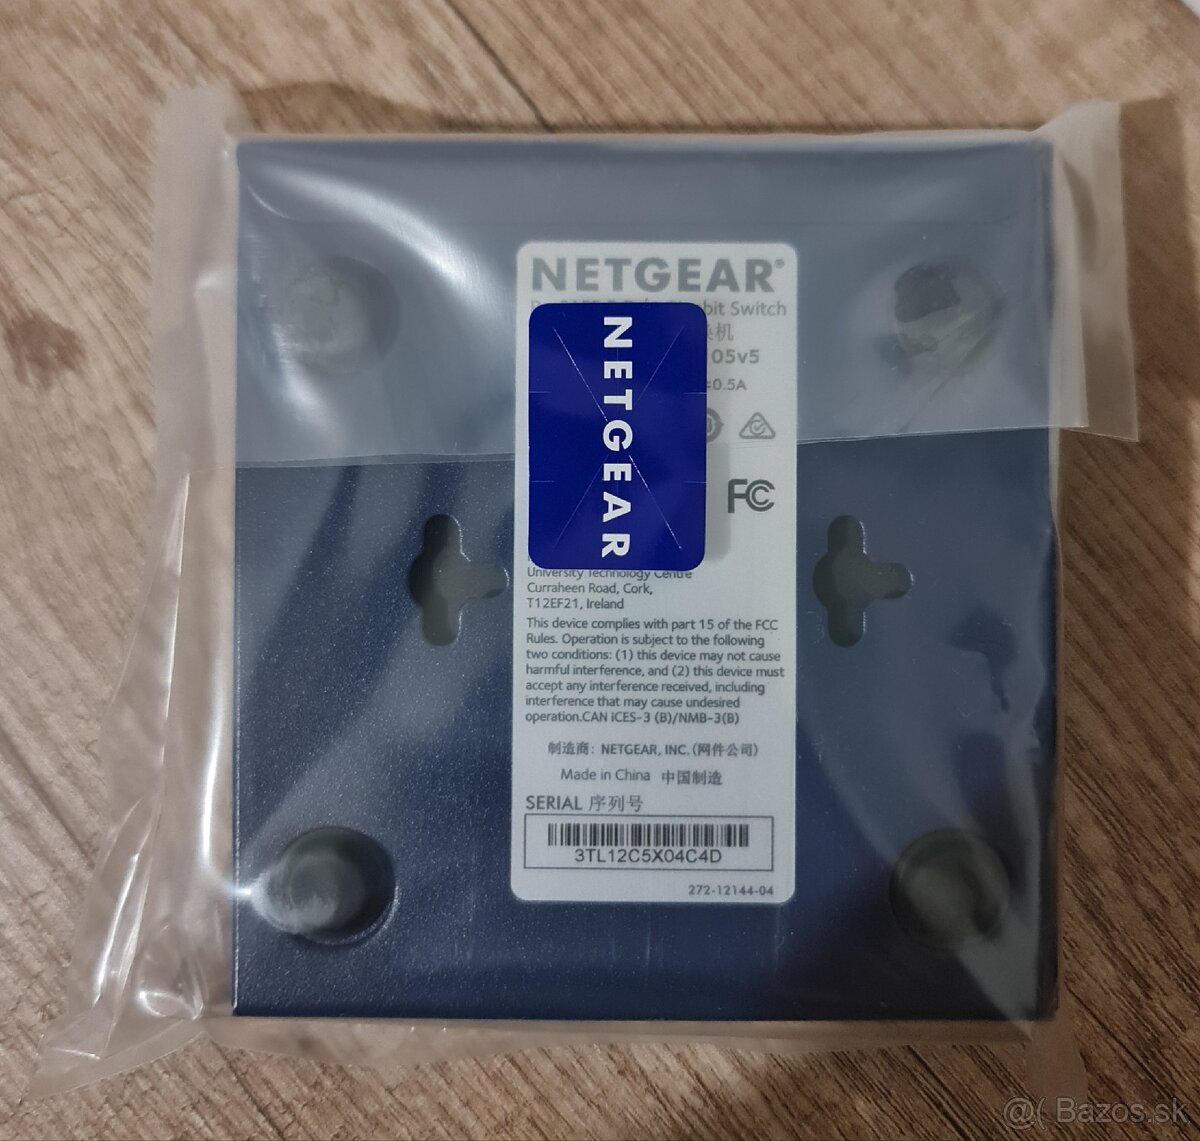 NETGEAR®
bit Switch
换机
05v5
=0.5A
NETGEAR
FC
University Technology Centre
Curraheen Road, Cork,
T12EF21, Ireland
This device complies with part 15 of the FCC
Rules. Operation is subject to the following
two conditions: (1) this device may not cause
harmful interference, and (2) this device must
accept any interference received, including
interference that may cause undesired
operation.CAN ICES-3 (B)/NMB-3(B)
制造商: NETGEAR, INC.(网件公司)
Made in China 中国制造
SERIAL 序列号
3TL12C5X04C4D
272-12144-04
@( Bazos.sk